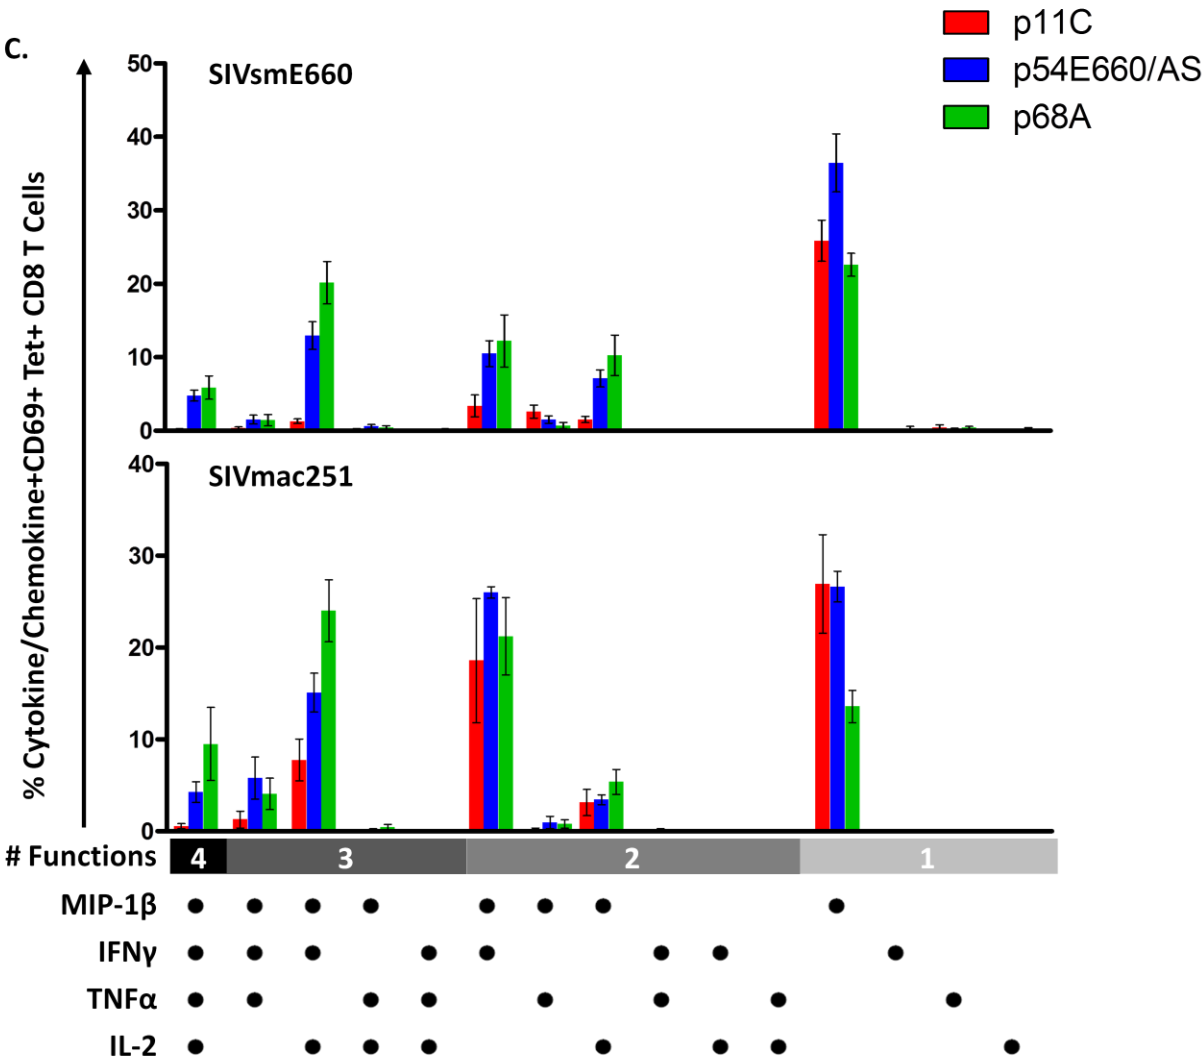 C.
p11C
p54E660/AS
p68A
% Cytokine/Chemokine+CD69+ Tet+ CD8 T Cells
SIVsmE660
50
40
30
20
10
0
SIVmac251
40
30
20
10
0
# Functions 4 3 2 1
MIP-1β
IFNγ
TNFα
IL-2